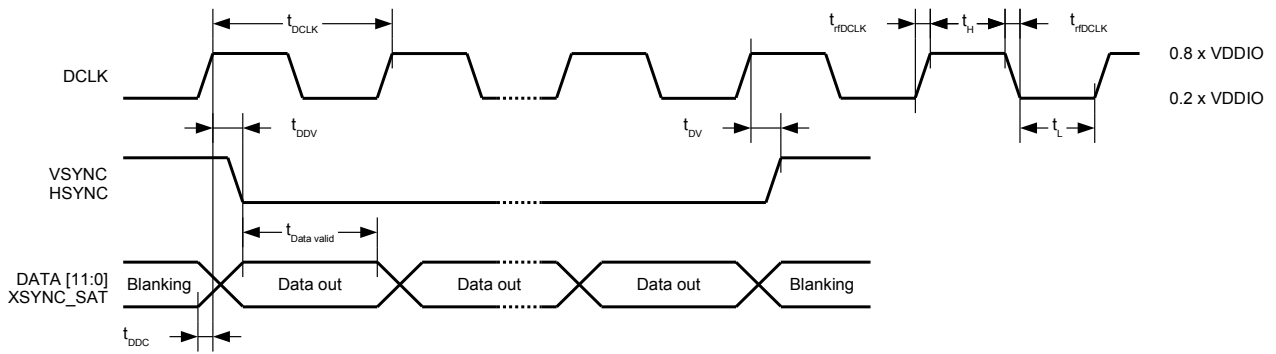 tDCLK
trfDCLK
tH
trfDCLK
DCLK
0.8 x VDDIO
0.2 x VDDIO
tDDV
tDV
tL
VSYNC
HSYNC
tData valid
DATA [11:0]
XSYNC_SAT
Blanking
Data out
Data out
Data out
Blanking
tDDC